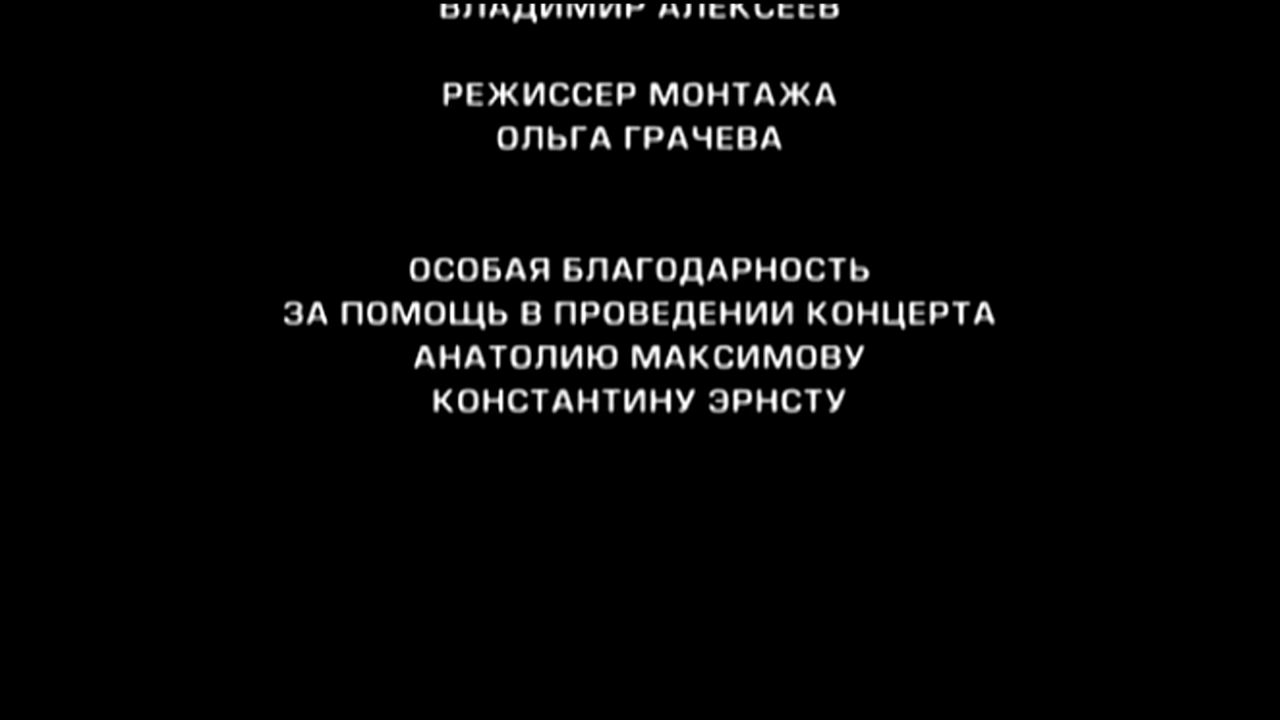 ВЛАДИМИР АЛЕКСЕЕВ
РЕЖИССЕР МОНТАЖА
ОЛЬГА ГРАЧЕВА
ОСОБАЯ БЛАГОДАРНОСТЬ
ЗА ПОМОЩЬ В ПРОВЕДЕНИИ КОНЦЕРТА
АНАТОЛИЮ МАКСИМОВУ
КОНСТАНТИНУ ЭРНСТУ